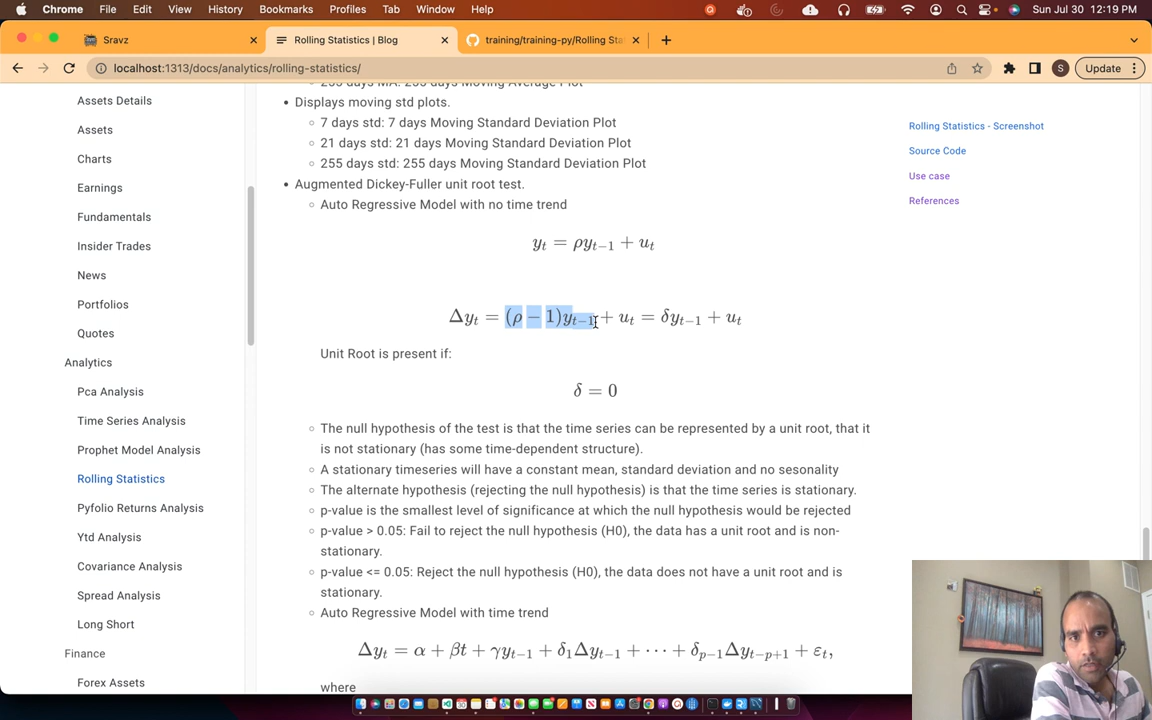 Chrome File Edit View History Bookmarks Profiles Tab Window Help Sun Jul 30 12:19 PM
Sravz Rolling Statistics | Blog training/training-py/Rolling Sta
localhost:1313/docs/analytics/rolling-statistics/ S Update
Assets Details
Assets
Charts
Earnings
Fundamentals
Insider Trades
News
Portfolios
Quotes
Analytics
Pca Analysis
Time Series Analysis
Prophet Model Analysis
Rolling Statistics
Pyfolio Returns Analysis
Ytd Analysis
Covariance Analysis
Spread Analysis
Long Short
Finance
Forex Assets
255 days MA: 255 days Moving Average Plot
Displays moving std plots.
7 days std: 7 days Moving Standard Deviation Plot
21 days std: 21 days Moving Standard Deviation Plot
255 days std: 255 days Moving Standard Deviation Plot
Augmented Dickey-Fuller unit root test.
Auto Regressive Model with no time trend
yₜ = ρyₜ₋₁ + uₜ
Δyₜ = (ρ − 1)yₜ₋₁ + uₜ = δyₜ₋₁ + uₜ
Unit Root is present if:
δ = 0
The null hypothesis of the test is that the time series can be represented by a unit root, that it
is not stationary (has some time-dependent structure).
A stationary timeseries will have a constant mean, standard deviation and no sesonality
The alternate hypothesis (rejecting the null hypothesis) is that the time series is stationary.
p-value is the smallest level of significance at which the null hypothesis would be rejected
p-value > 0.05: Fail to reject the null hypothesis (H0), the data has a unit root and is non-
stationary.
p-value <= 0.05: Reject the null hypothesis (H0), the data does not have a unit root and is
stationary.
Auto Regressive Model with time trend
Δyₜ = α + βt + γyₜ₋₁ + δ₁Δyₜ₋₁ + ⋯ + δₚ₋₁Δyₜ₋ₚ₊₁ + εₜ,
where
Rolling Statistics - Screenshot
Source Code
Use case
References